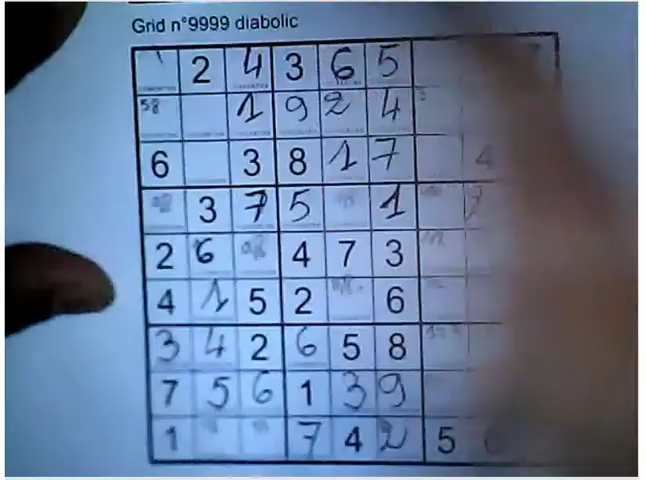 Grid n°9999 diabolic
2 4 3 6 5
58 1 9 2 4
6 3 8 1 7 4
3 7 5 1
2 6 4 7 3
4 1 5 2 6
3 4 2 6 5 8
7 5 6 1 3 9
1 7 4 2 5